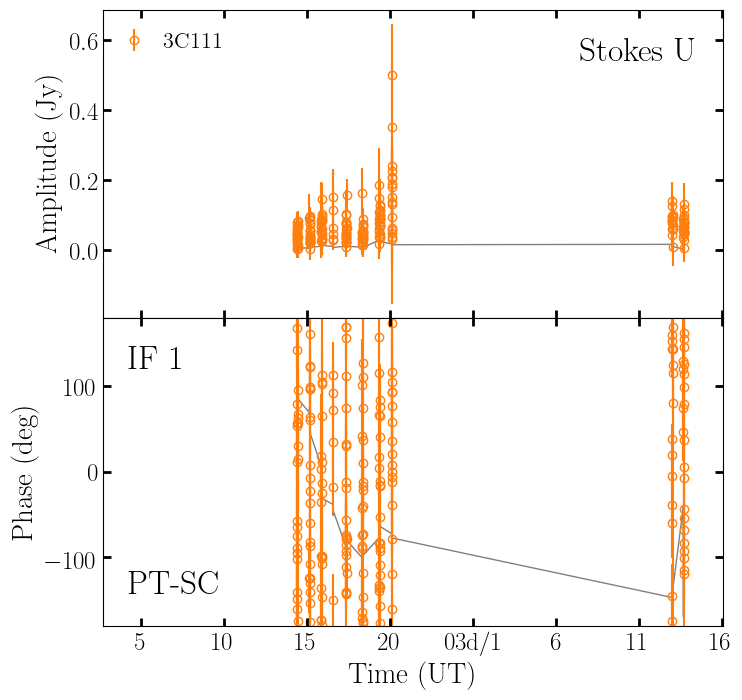 3C111
Stokes U
0.6
0.4
0.2
0.0
Amplitude (Jy)
IF 1
100
0
−100
Phase (deg)
PT-SC
5 10 15 20 03d/1 6 11 16
Time (UT)